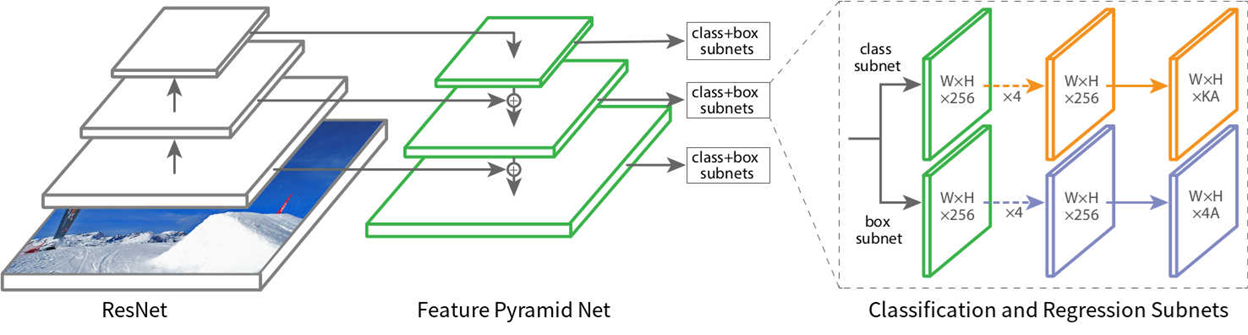 class+box
subnets
class+box
subnets
class+box
subnets
class
subnet
W×H
×256
×4
W×H
×256
W×H
×KA
box
subnet
W×H
×256
×4
W×H
×256
W×H
×4A
ResNet
Feature Pyramid Net
Classification and Regression Subnets